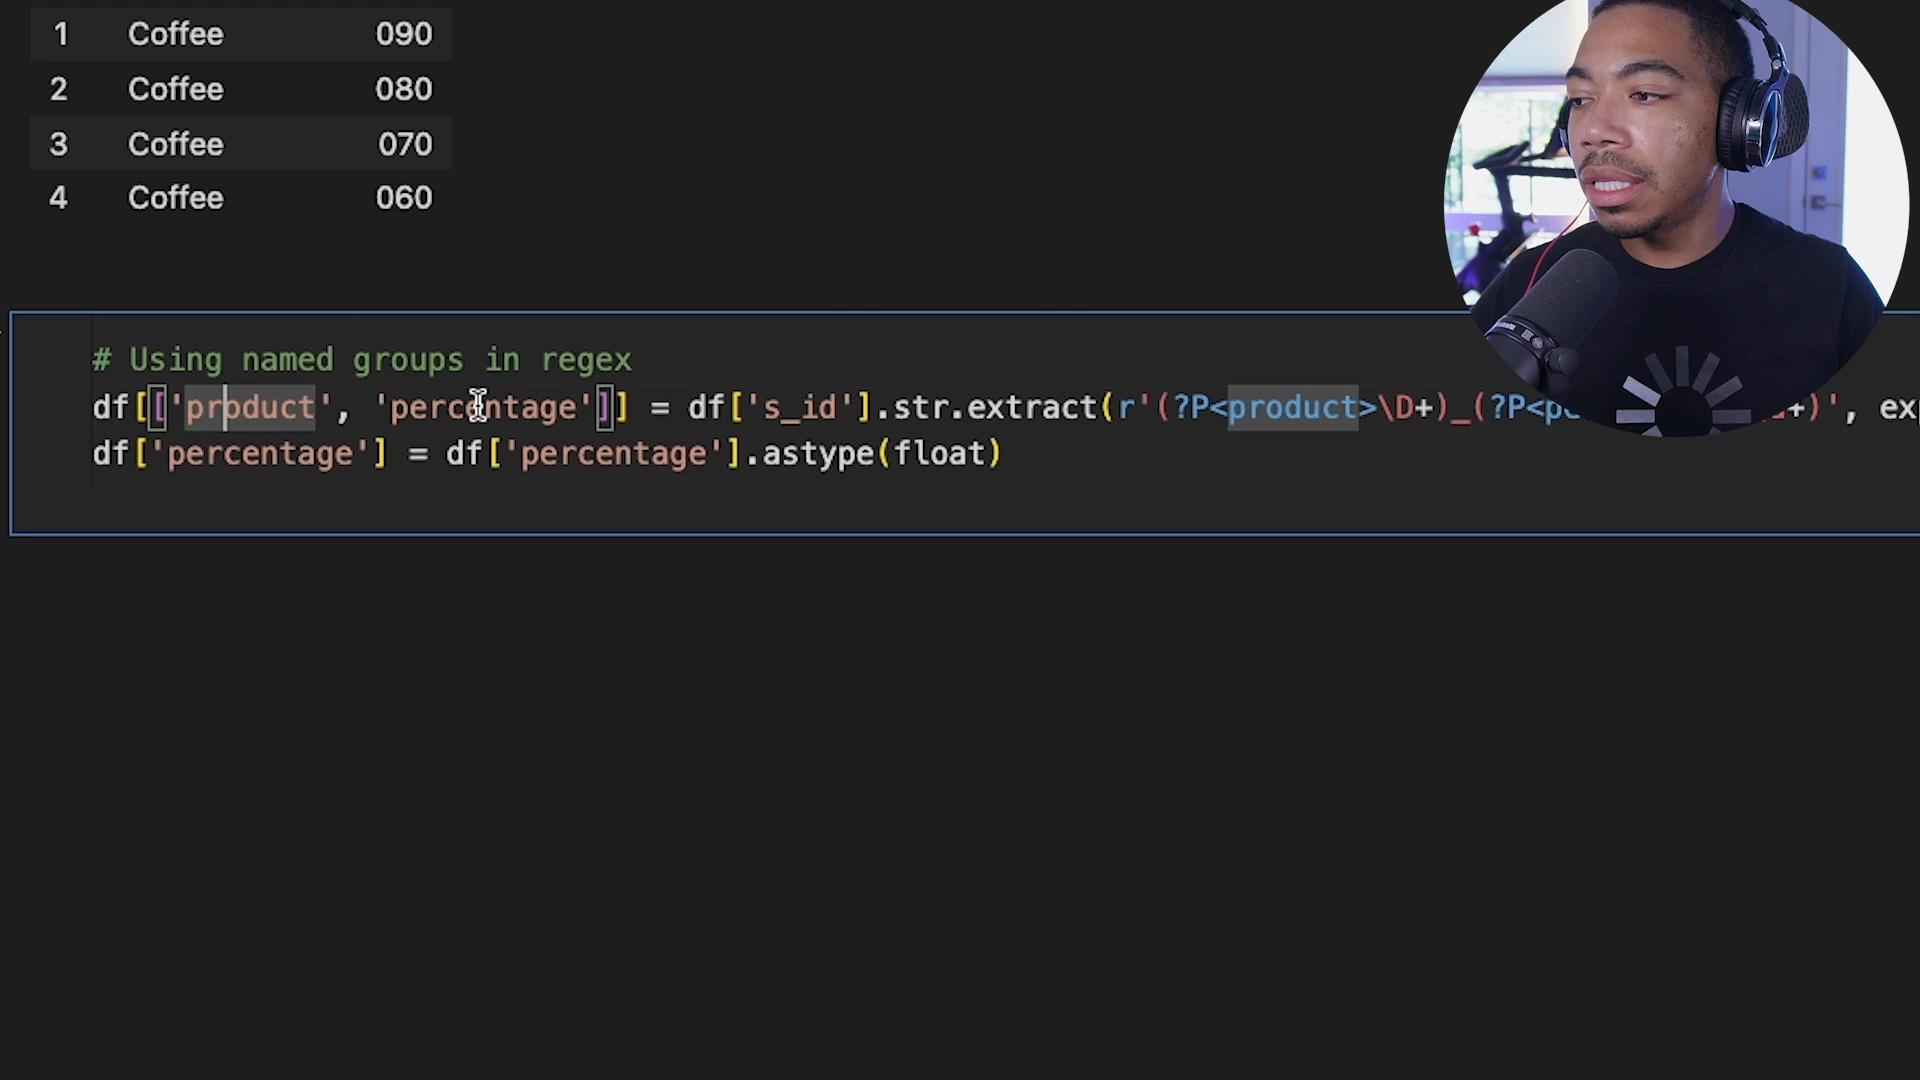 1 Coffee 090
2 Coffee 080
3 Coffee 070
4 Coffee 060
# Using named groups in regex
df[['product', 'percentage']] = df['s_id'].str.extract(r'(?P<product>\D+)_(?P< +)',
df['percentage'] = df['percentage'].astype(float)